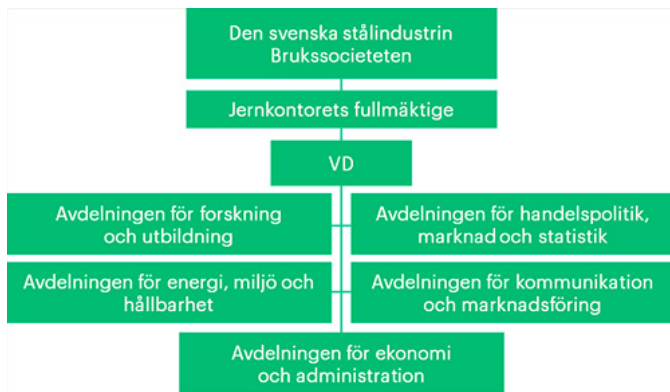 Den svenska stålindustrin
Brukssocieteten
Jernkontorets fullmäktige
VD
Avdelningen för forskning
och utbildning
Avdelningen för handelspolitik,
marknad och statistik
Avdelningen för energi, miljö och
hållbarhet
Avdelningen för kommunikation
och marknadsföring
Avdelningen för ekonomi
och administration